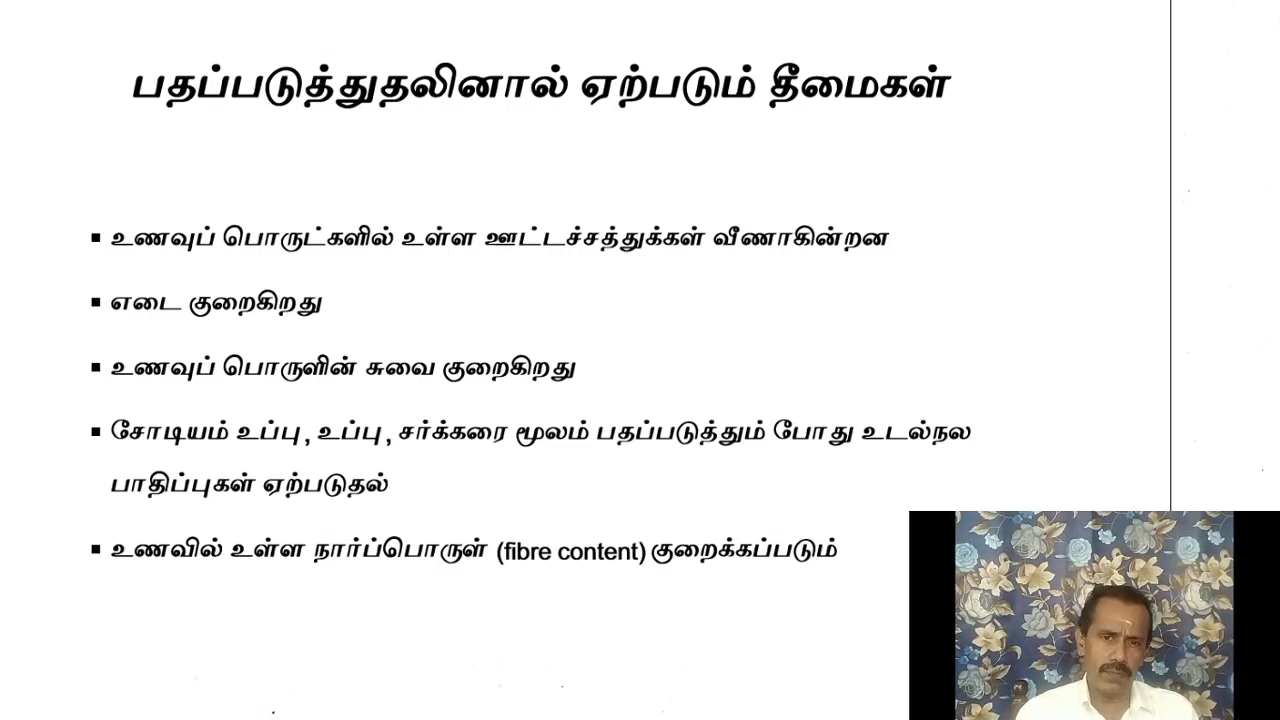 பதப்படுத்துதலினால் ஏற்படும் தீமைகள்
▪ உணவுப் பொருட்களில் உள்ள ஊட்டச்சத்துக்கள் வீணாகின்றன
▪ எடை குறைகிறது
▪ உணவுப் பொருளின் சுவை குறைகிறது
▪ சோடியம் உப்பு, உப்பு, சர்க்கரை மூலம் பதப்படுத்தும் போது உடல்நல
பாதிப்புகள் ஏற்படுதல்
▪ உணவில் உள்ள நார்ப்பொருள் (fibre content) குறைக்கப்படும்